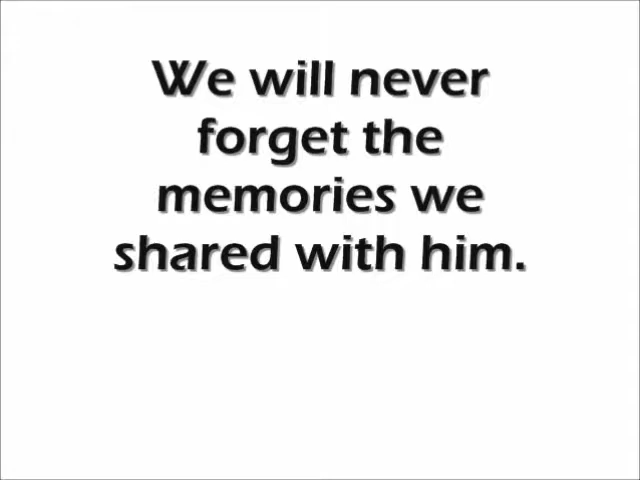 We will never
forget the
memories we
shared with him.